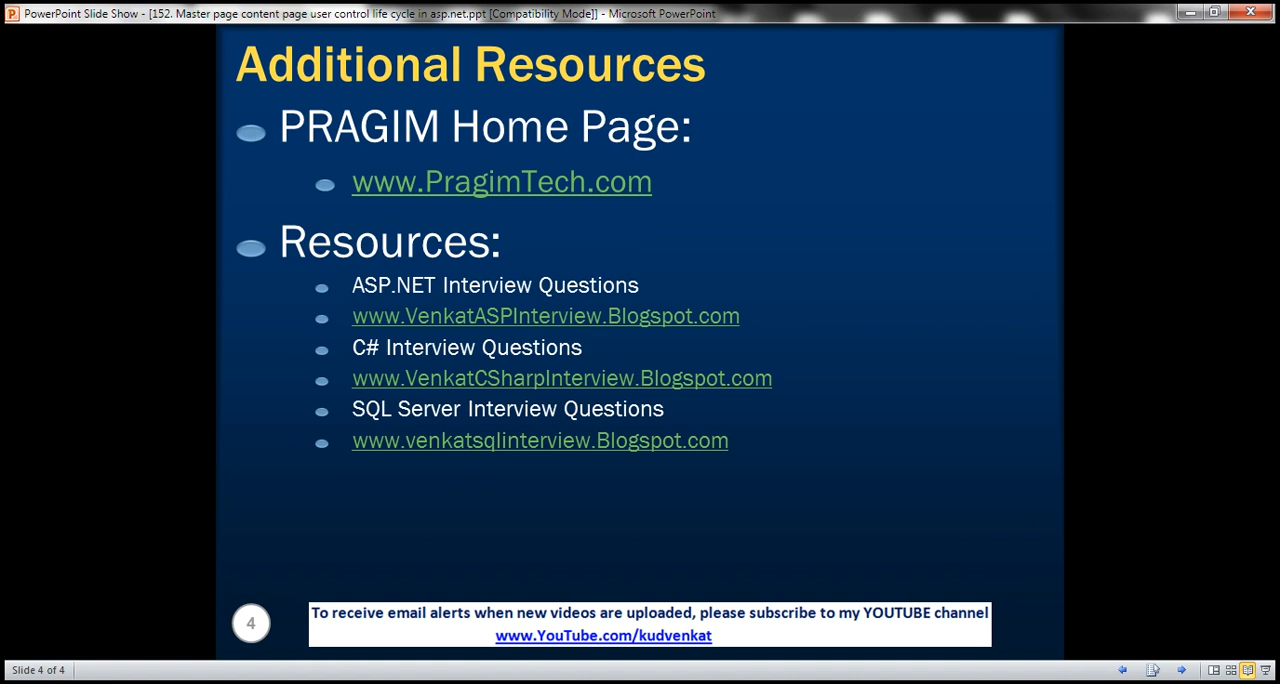 PowerPoint Slide Show - [152. Master page content page user control life cycle in asp.net.ppt [Compatibility Mode]] - Microsoft PowerPoint
Additional Resources
PRAGIM Home Page:
www.PragimTech.com
Resources:
ASP.NET Interview Questions
www.VenkatASPInterview.Blogspot.com
C# Interview Questions
www.VenkatCSharpInterview.Blogspot.com
SQL Server Interview Questions
www.venkatsqlinterview.Blogspot.com
4
To receive email alerts when new videos are uploaded, please subscribe to my YOUTUBE channel
www.YouTube.com/kudvenkat
Slide 4 of 4